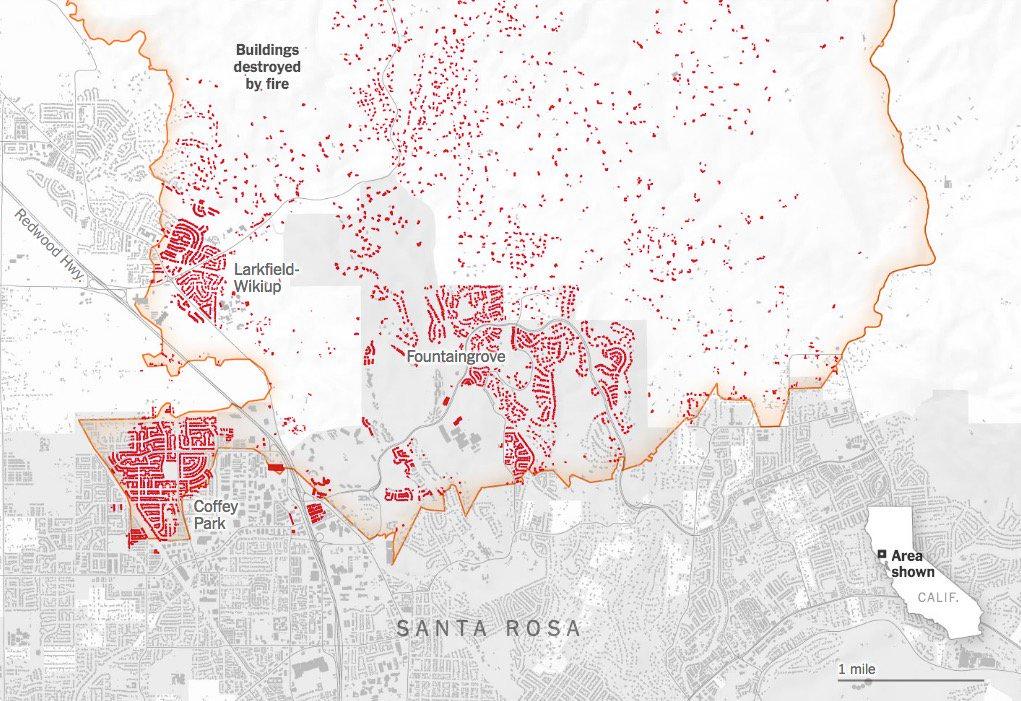 Buildings
destroyed
by fire
Redwood Hwy.
Larkfield-
Wikiup
Fountaingrove
Coffey
Park
Area
shown
CALIF.
SANTA ROSA
1 mile